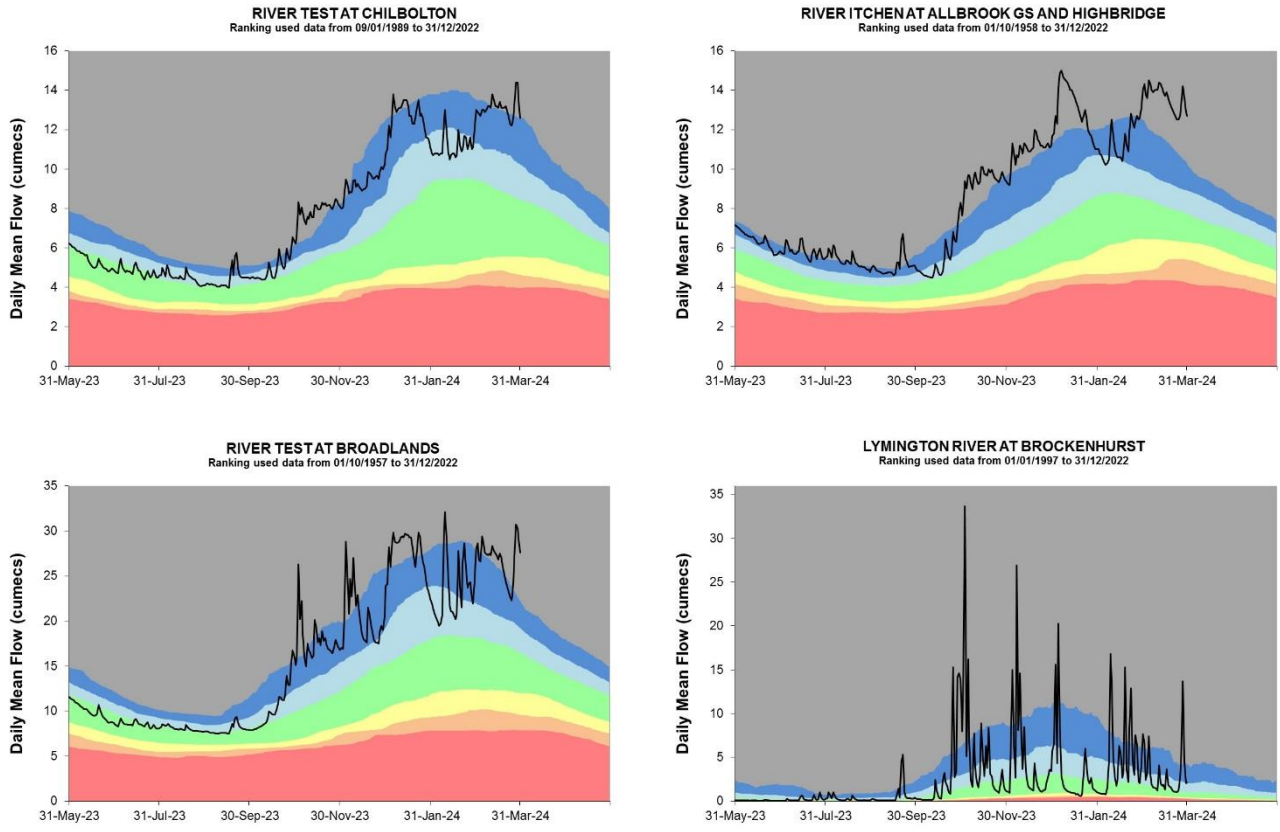 RIVER TEST AT CHILBOLTON
Ranking used data from 09/01/1989 to 31/12/2022
Daily Mean Flow (cumecs)
16
14
12
10
8
6
4
2
0
31-May-23 31-Jul-23 30-Sep-23 30-Nov-23 31-Jan-24 31-Mar-24
RIVER ITCHEN AT ALLBROOK GS AND HIGHBRIDGE
Ranking used data from 01/10/1958 to 31/12/2022
Daily Mean Flow (cumecs)
16
14
12
10
8
6
4
2
0
31-May-23 31-Jul-23 30-Sep-23 30-Nov-23 31-Jan-24 31-Mar-24
RIVER TEST AT BROADLANDS
Ranking used data from 01/10/1957 to 31/12/2022
Daily Mean Flow (cumecs)
35
30
25
20
15
10
5
0
31-May-23 31-Jul-23 30-Sep-23 30-Nov-23 31-Jan-24 31-Mar-24
LYMINGTON RIVER AT BROCKENHURST
Ranking used data from 01/01/1997 to 31/12/2022
Daily Mean Flow (cumecs)
35
30
25
20
15
10
5
0
31-May-23 31-Jul-23 30-Sep-23 30-Nov-23 31-Jan-24 31-Mar-24